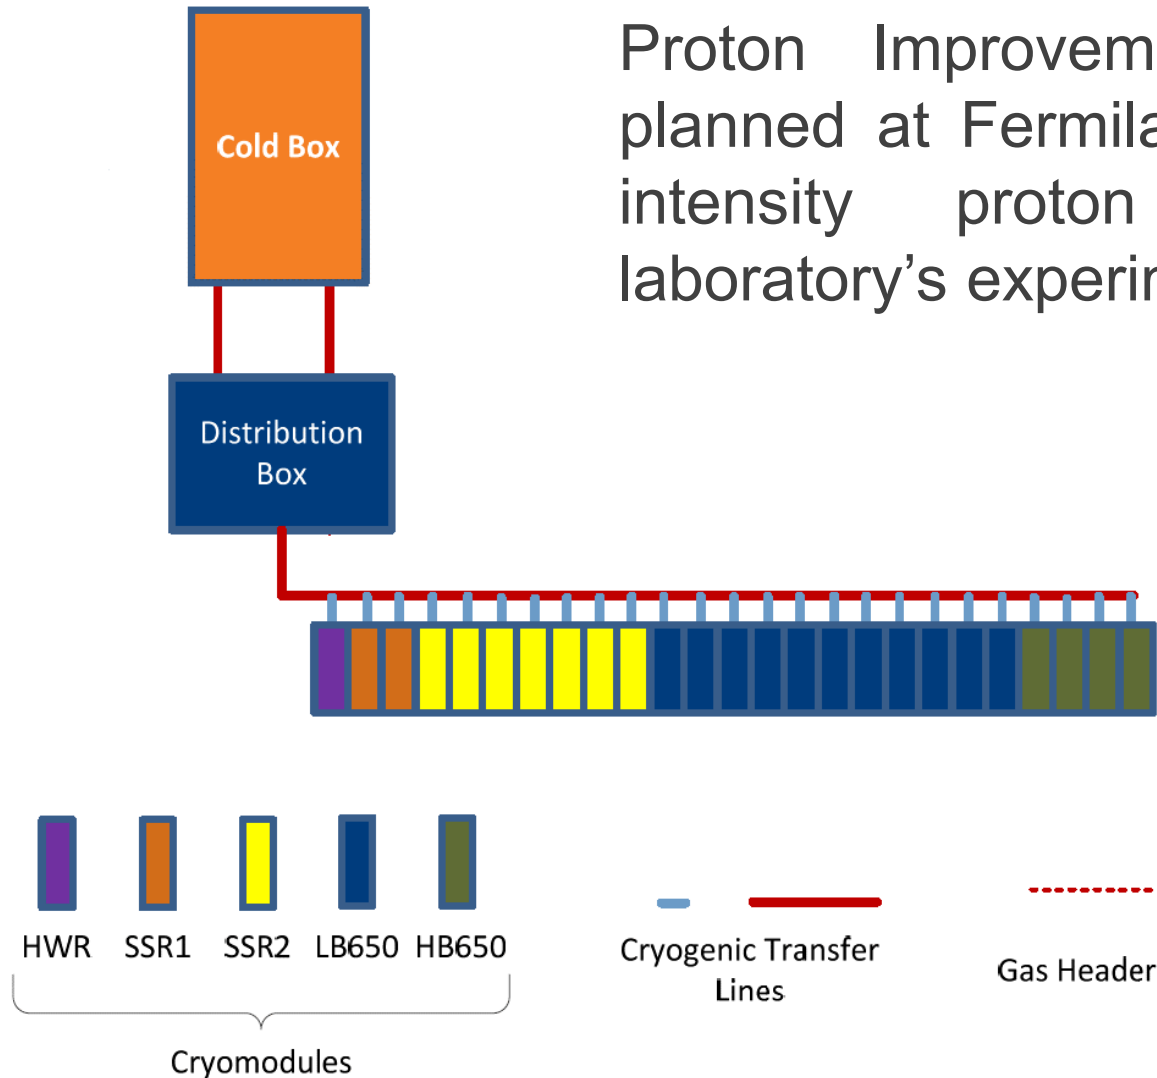 Proton Improvem
planned at Fermila
intensity proton
laboratory’s experir
Cold Box
Distribution
Box
HWR SSR1 SSR2 LB650 HB650
Cryomodules
Cryogenic Transfer
Lines
Gas Header